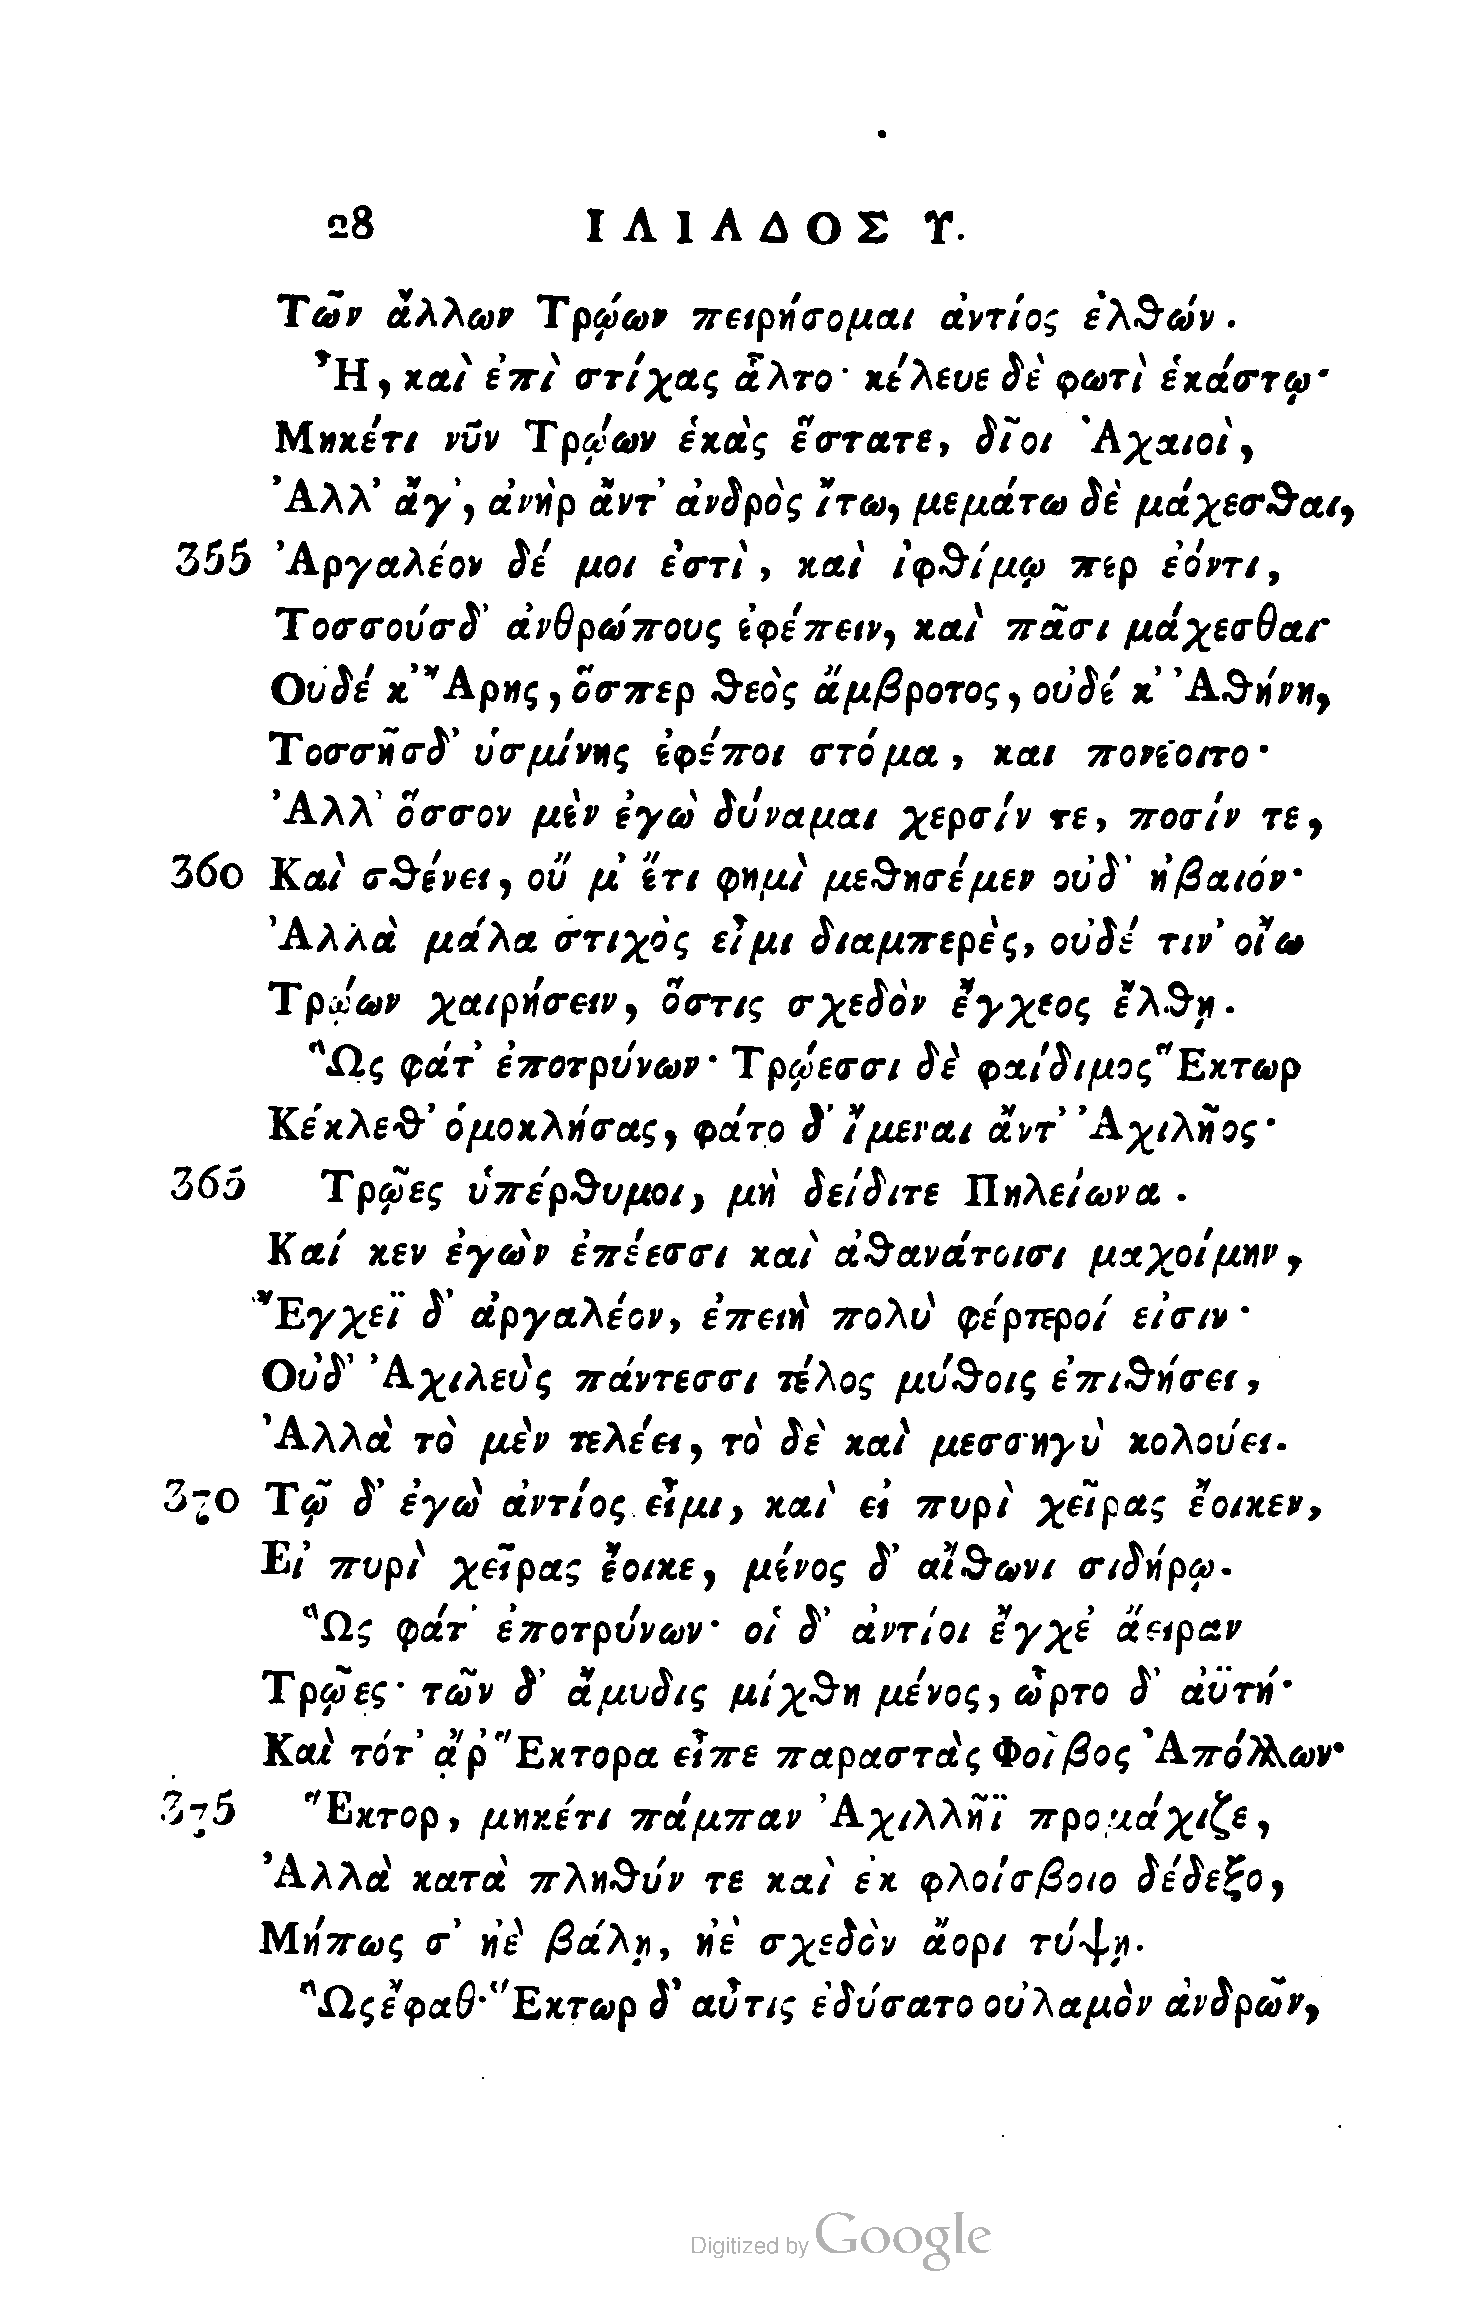 28 ΙΛΙΑΔΟΣ Υ.
Τῶν ἄλλων Τρῴων πειρήσομαι ἀντίος ἐλθών.
Ἦ, καὶ ἐπὶ στίχας ἆλτο· κέλευε δὲ φωτὶ ἑκάστῳ·
Μηκέτι νῦν Τρῴων ἑκὰς ἕστατε, δῖοι Ἀχαιοὶ,
Ἀλλ' ἄγ', ἀνὴρ ἄντ' ἀνδρὸς ἴτω, μεμάτω δὲ μάχεσθαι,
355 Ἀργαλέον δέ μοι ἐστὶ, καὶ ἰφθίμῳ περ ἐόντι,
Τοσσούσδ' ἀνθρώπους ἐφέπειν, καὶ πᾶσι μάχεσθαι·
Οὐδέ κ' Ἄρης, ὅσπερ θεὸς ἄμβροτος, οὐδέ κ' Ἀθήνη,
Τοσσῆσδ' ὑσμίνης ἐφέποι στόμα, και πονέοιτο·
Ἀλλ' ὅσσον μὲν ἐγὼ δύναμαι χερσίν τε, ποσίν τε,
360 Καὶ σθένει, οὔ μ' ἔτι φημὶ μεθησέμεν οὐδ' ἠβαιόν·
Ἀλλὰ μάλα στιχὸς εἶμι διαμπερὲς, οὐδέ τιν' οἴω
Τρῴων χαιρήσειν, ὅστις σχεδὸν ἔγχεος ἔλθῃ.
Ὣς φάτ' ἐποτρύνων· Τρῴεσσι δὲ φαίδιμος Ἕκτωρ
Κέκλεθ' ὁμοκλήσας, φάτο δ' ἴμεναι ἄντ' Ἀχιλῆος·
365 Τρῷες ὑπέρθυμοι, μὴ δείδιτε Πηλείωνα.
Καί κεν ἐγὼν ἐπέεσσι καὶ ἀθανάτοισι μαχοίμην,
Ἔγχεϊ δ' ἀργαλέον, ἐπειὴ πολὺ φέρτεροί εἰσιν·
Οὐδ' Ἀχιλεὺς πάντεσσι τέλος μύθοις ἐπιθήσει,
Ἀλλὰ τὸ μὲν τελέει, τὸ δὲ καὶ μεσσηγὺ κολούει.
370 Τῷ δ' ἐγὼ ἀντίος εἶμι, καὶ εἰ πυρὶ χεῖρας ἔοικεν,
Εἰ πυρὶ χεῖρας ἔοικε, μένος δ' αἴθωνι σιδήρῳ.
Ὣς φάτ' ἐποτρύνων· οἱ δ' ἀντίοι ἔγχε' ἄειραν
Τρῷες· τῶν δ' ἄμυδις μίχθη μένος, ὦρτο δ' ἀϋτή·
Καὶ τότ' ἄρ' Ἕκτορα εἶπε παραστὰς Φοῖβος Ἀπόλλων·
375 Ἕκτορ, μηκέτι πάμπαν Ἀχιλλῆϊ προμάχιζε,
Ἀλλὰ κατὰ πληθύν τε καὶ ἐκ φλοίσβοιο δέδεξο,
Μήπως σ' ἠὲ βάλῃ, ἠὲ σχεδὸν ἄορι τύψῃ.
Ὣς ἔφαθ· Ἕκτωρ δ' αὖτις ἐδύσατο οὐλαμὸν ἀνδρῶν,
Digitized by Google